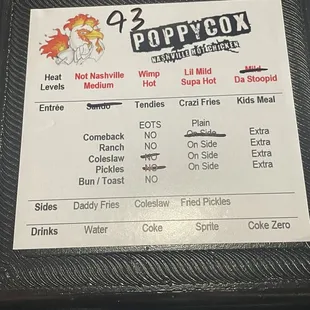 43
POPPYCOX
NASHVILLE HOT CHICKEN
Heat Levels Not Nashville Medium Wimp Hot Lil Mild Supa Hot Mild Da Stoopid
Entrée Sando Tendies Crazi Fries Kids Meal
EOTS Plain
Comeback NO On Side Extra
Ranch NO On Side Extra
Coleslaw NO On Side Extra
Pickles NO On Side Extra
Bun / Toast NO
Sides Daddy Fries Coleslaw Fried Pickles
Drinks Water Coke Sprite Coke Zero